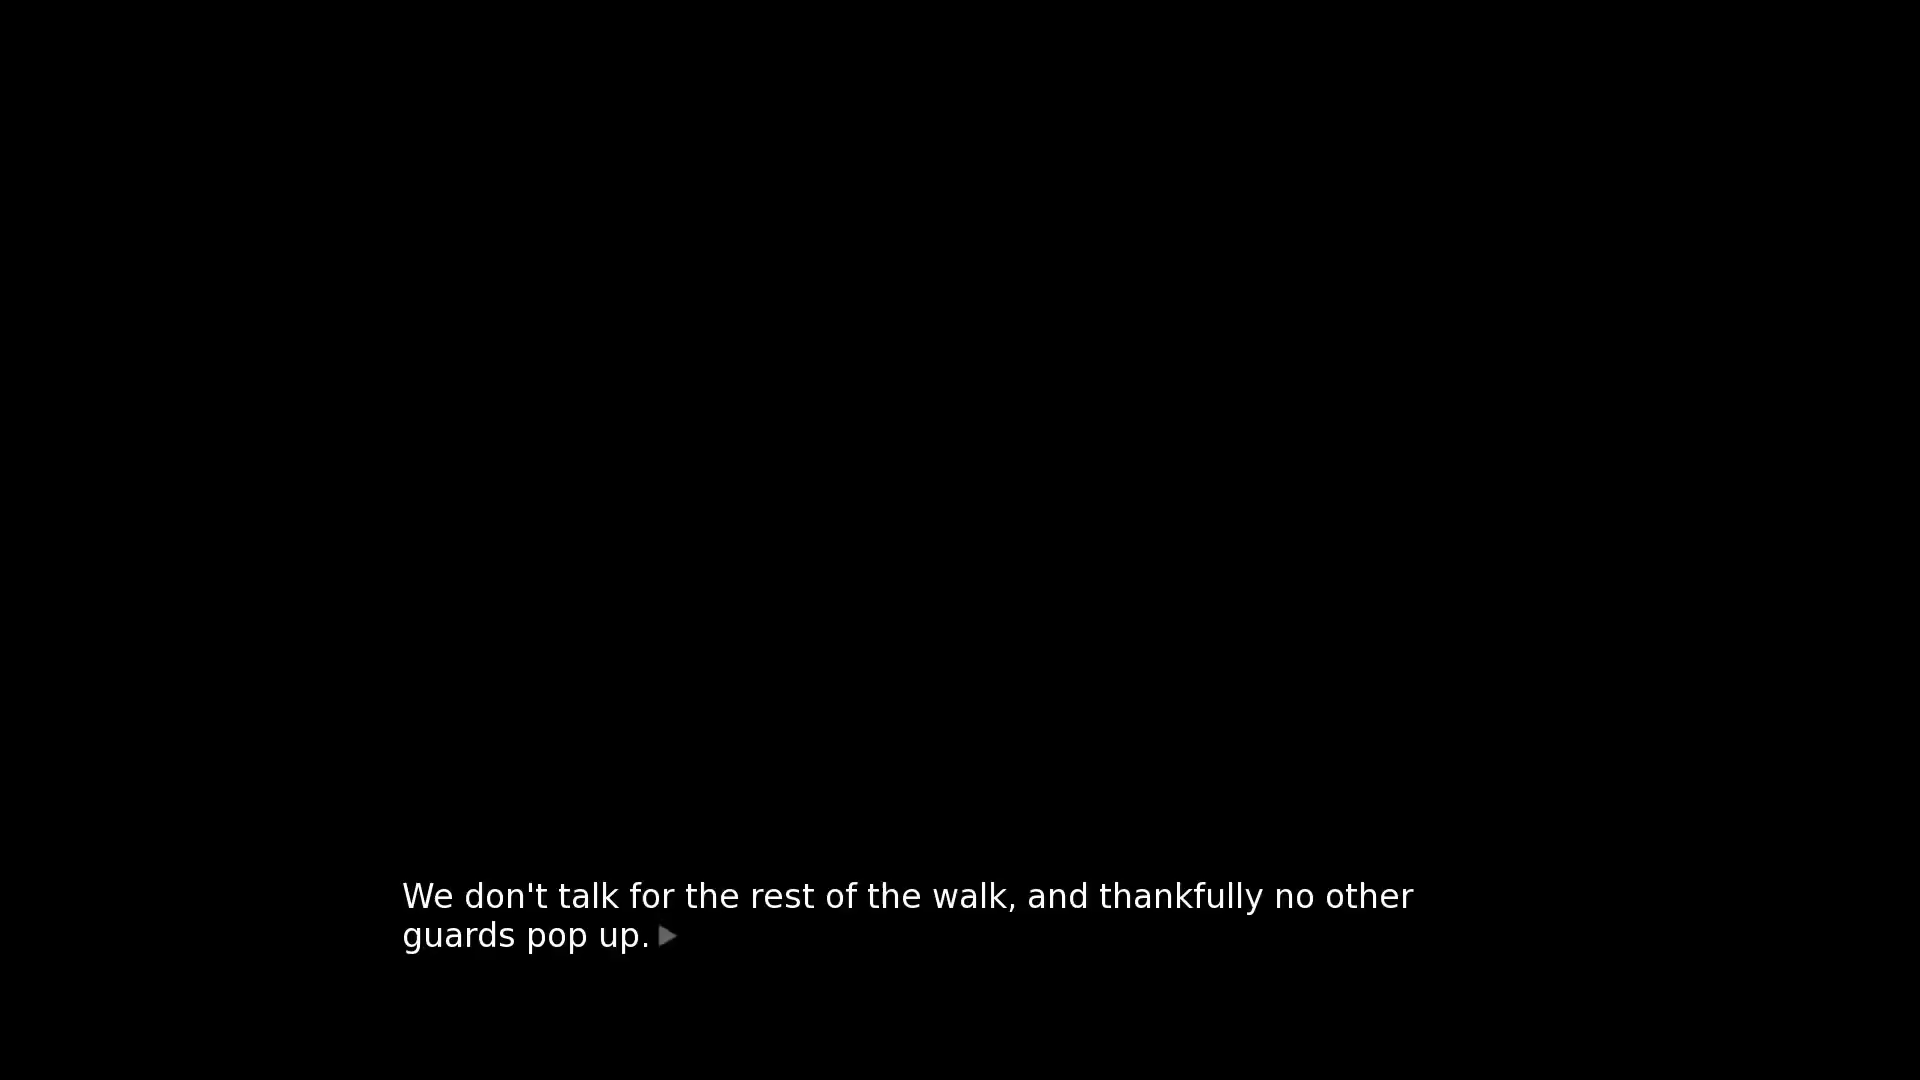 We don't talk for the rest of the walk, and thankfully no other
guards pop up.